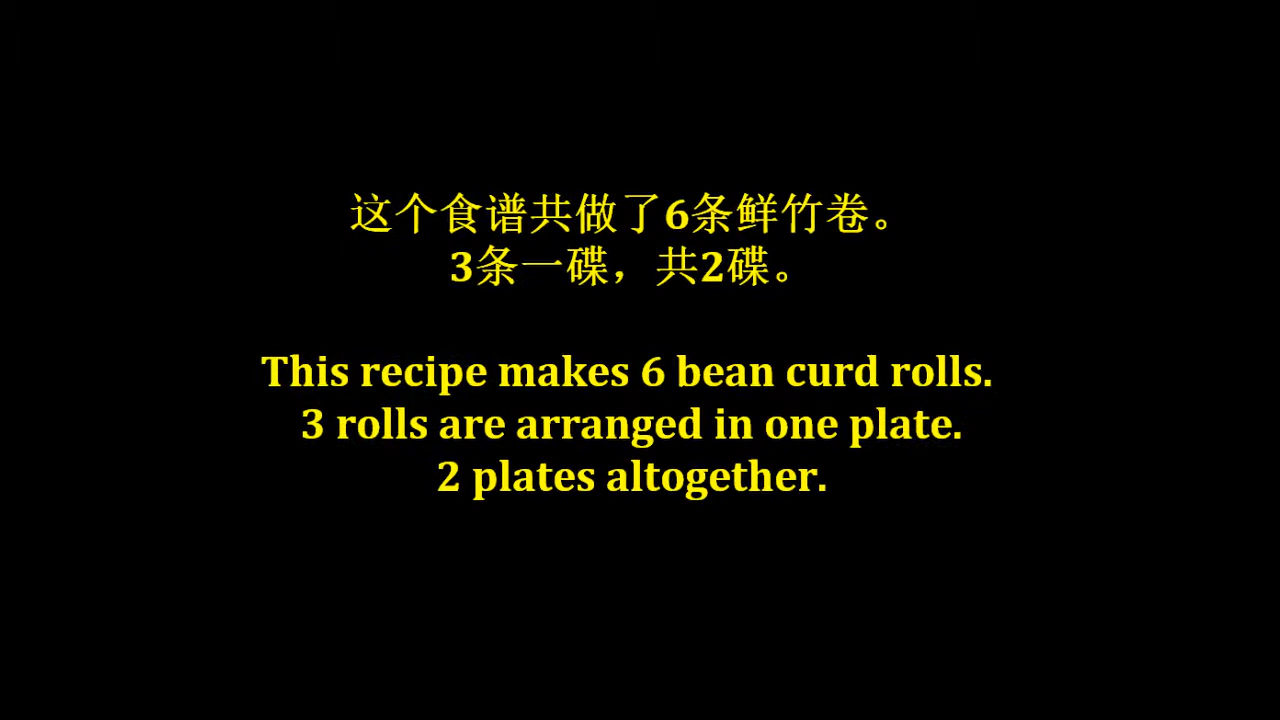 这个食谱共做了6条鲜竹卷。
3条一碟，共2碟。
This recipe makes 6 bean curd rolls.
3 rolls are arranged in one plate.
2 plates altogether.